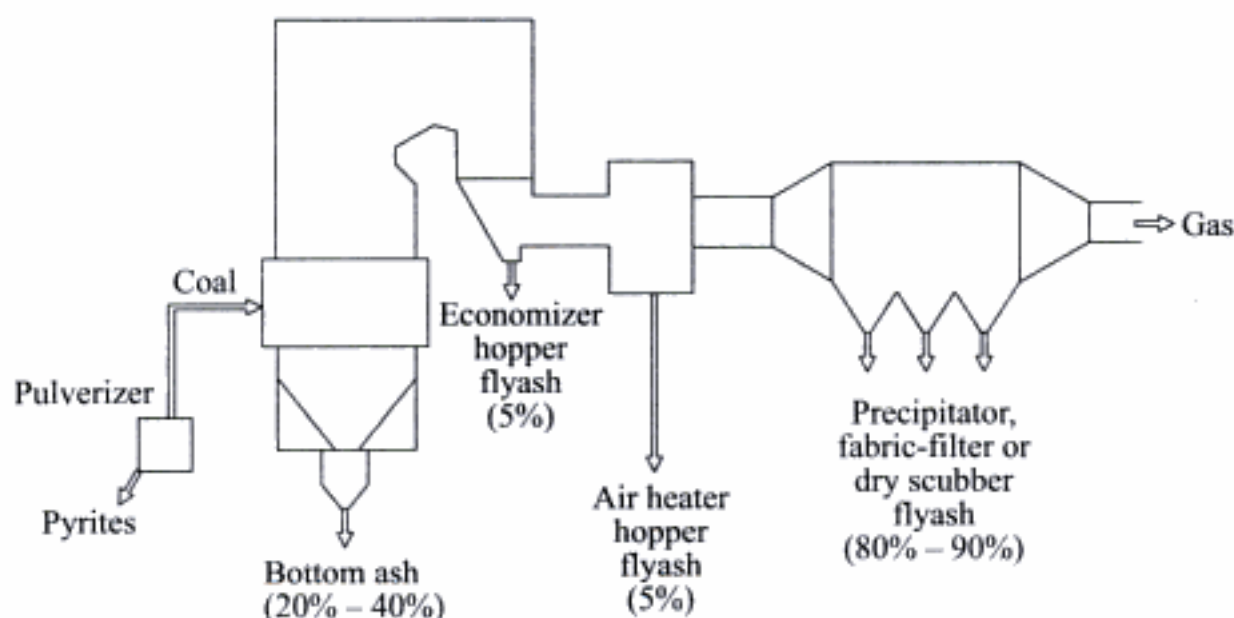 Gas
Coal
Economizer
hopper
flyash
(5%)
Pulverizer
Pyrites
Precipitator,
fabric-filter or
dry scubber
flyash
(80% – 90%)
Air heater
hopper
flyash
(5%)
Bottom ash
(20% – 40%)